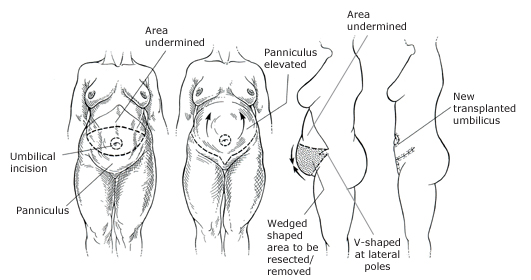 Area
undermined
Umbilical
incision
Panniculus
Panniculus
elevated
Area
undermined
Wedged
shaped
area to be
resected/
removed
V-shaped
at lateral
poles
New
transplanted
umbilicus